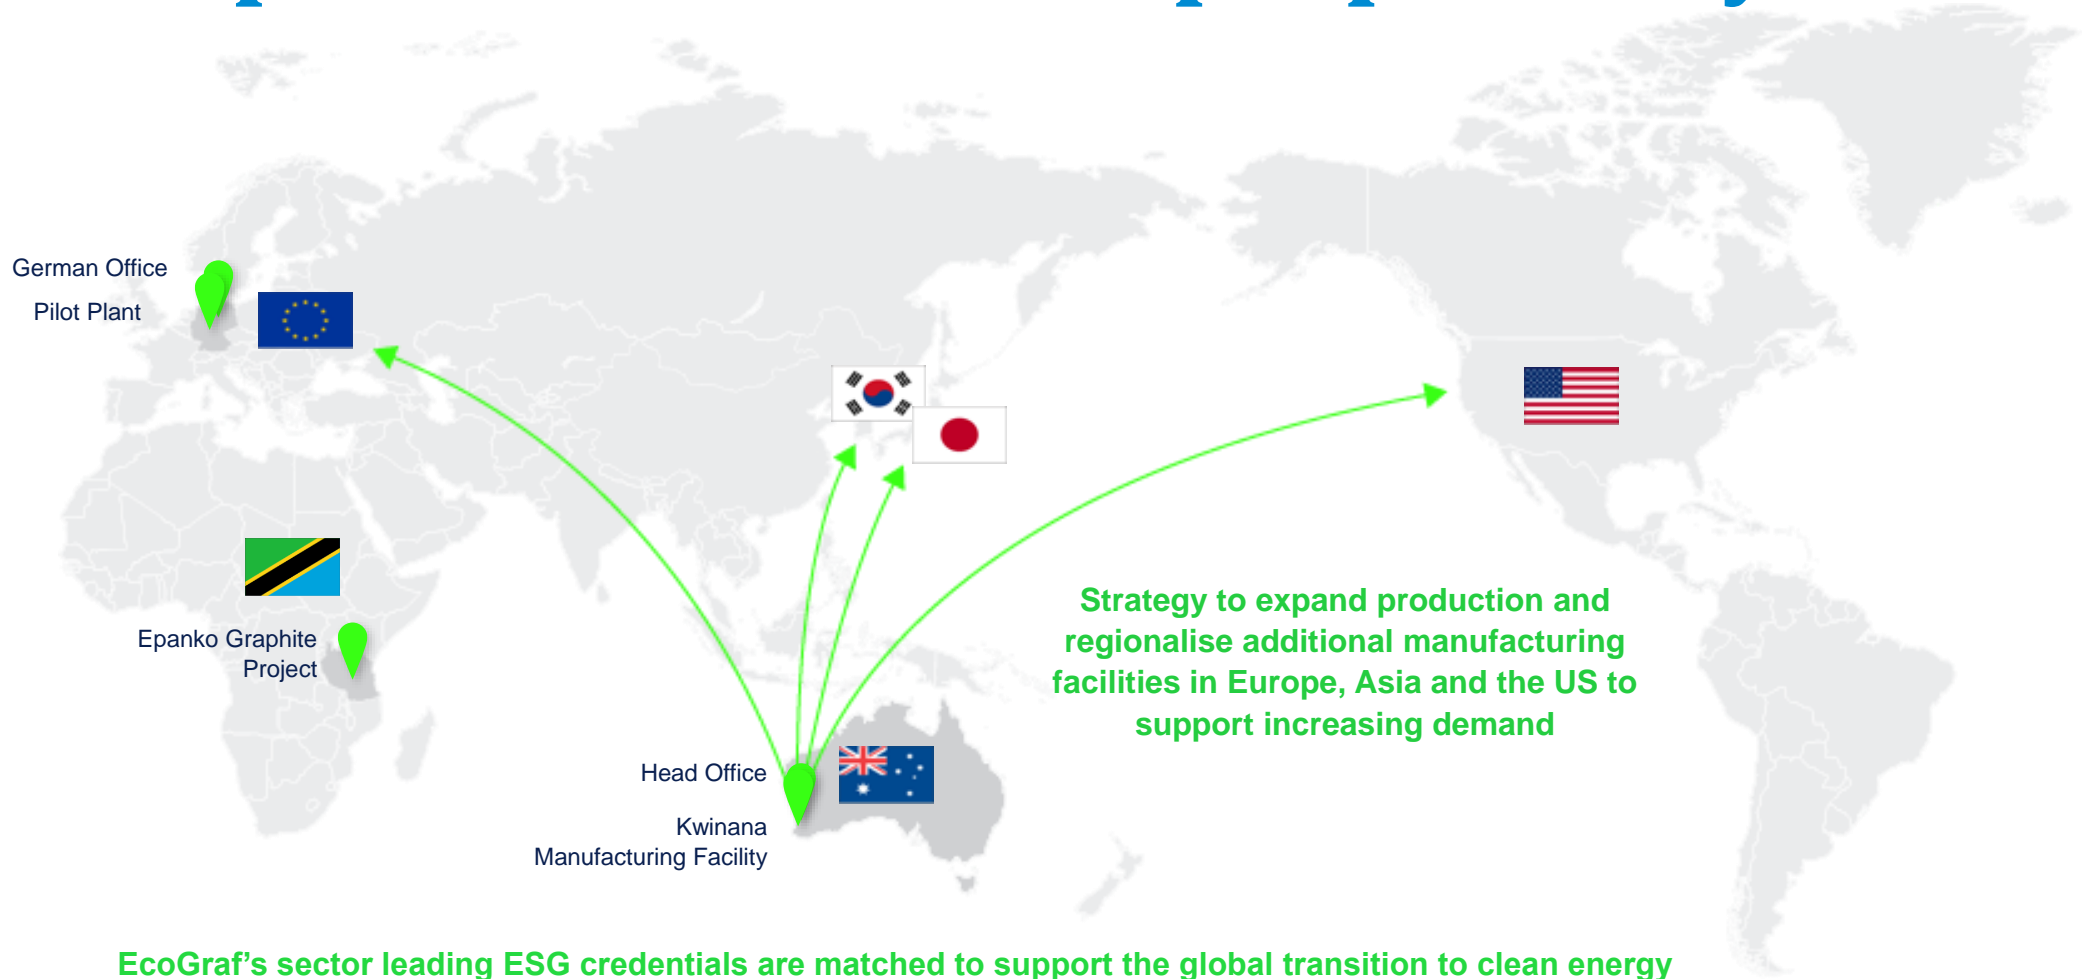 German Office
Pilot Plant
Epanko Graphite
Project
Strategy to expand production and
regionalise additional manufacturing
facilities in Europe, Asia and the US to
support increasing demand
Head Office
Kwinana
Manufacturing Facility
EcoGraf’s sector leading ESG credentials are matched to support the global transition to clean energy